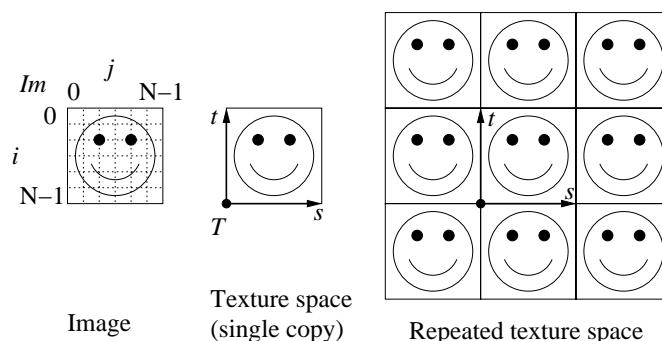 j
Im 0 N−1
0
i
N−1
Image
t
s
T
Texture space
(single copy)
t
s
Repeated texture space